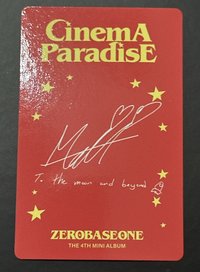 CinemA
ParadisE
To the moon and beyond
ZEROBASEONE
THE 4TH MINI ALBUM